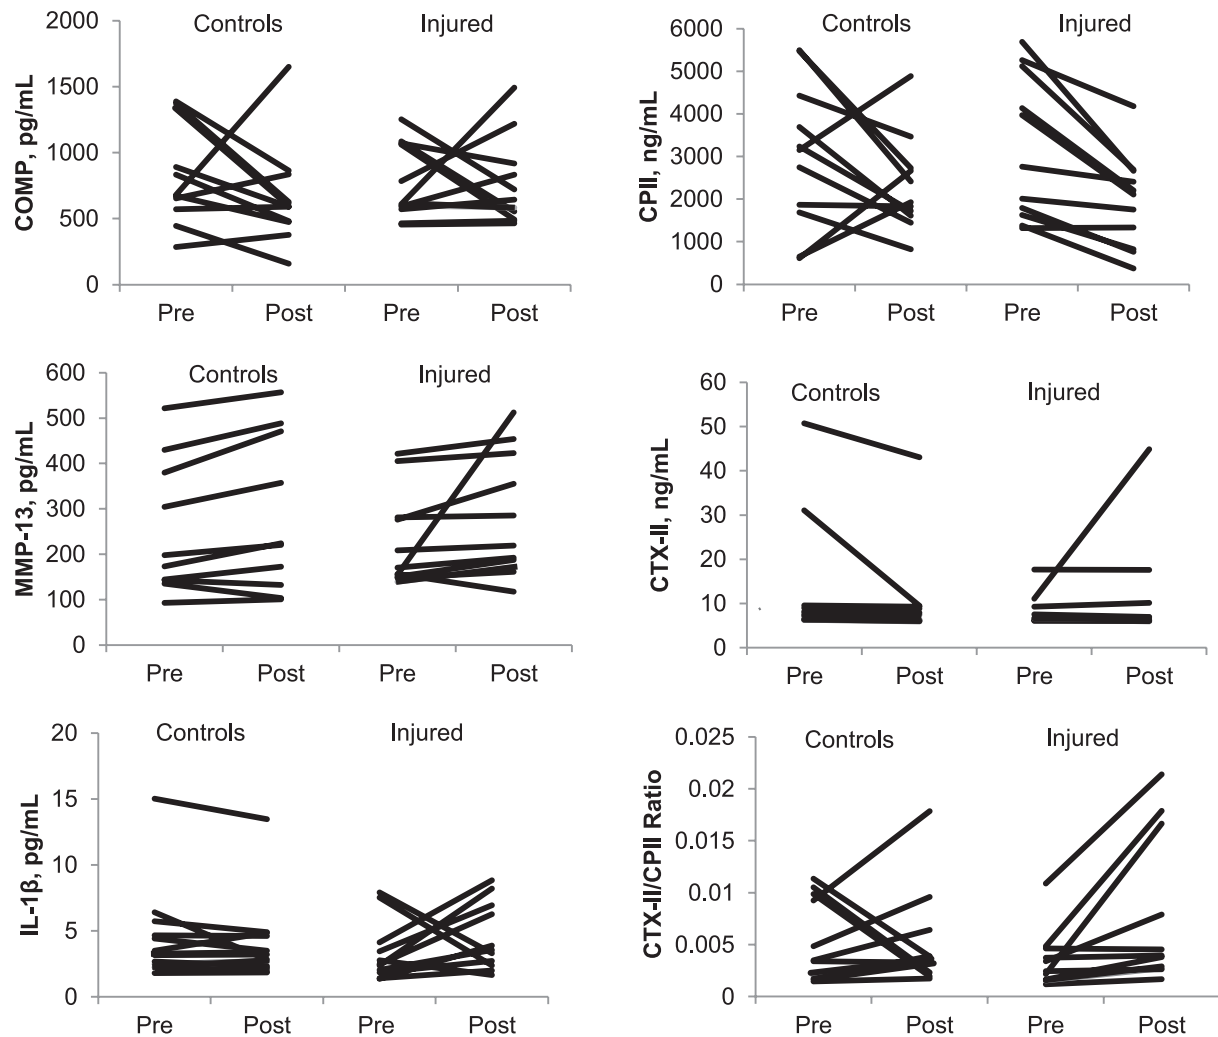 COMP, pg/mL
2000
1500
1000
500
0
Controls Injured
Pre Post Pre Post
CPII, ng/mL
6000
5000
4000
3000
2000
1000
0
Controls Injured
Pre Post Pre Post
MMP-13, pg/mL
600
500
400
300
200
100
0
Controls Injured
Pre Post Pre Post
CTX-II, ng/mL
60
50
40
30
20
10
0
Controls Injured
Pre Post Pre Post
IL-1β, pg/mL
20
15
10
5
0
Controls Injured
Pre Post Pre Post
CTX-II/CPII Ratio
0.025
0.02
0.015
0.01
0.005
0
Controls Injured
Pre Post Pre Post